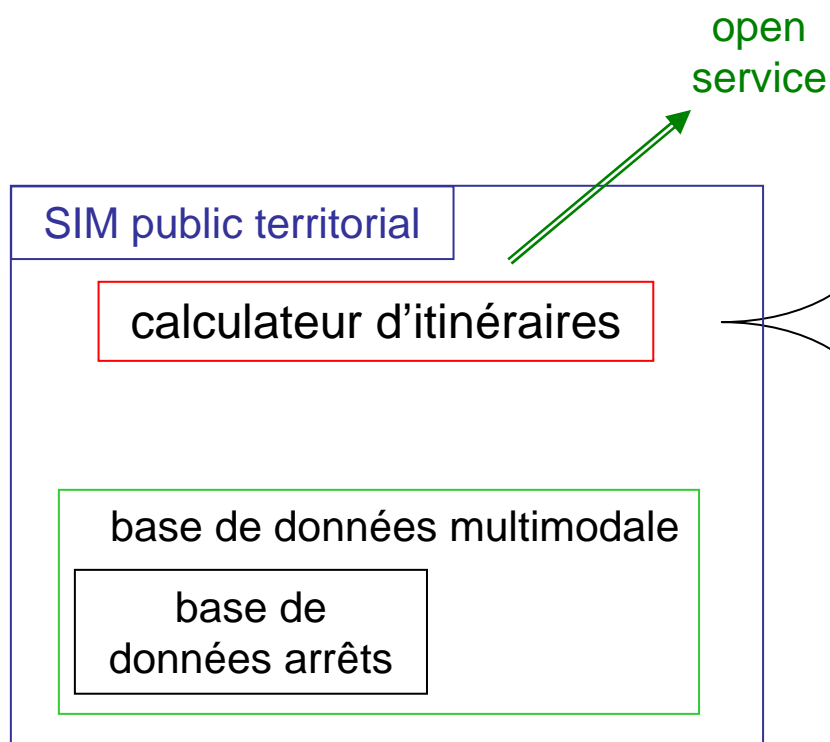 open
service
SIM public territorial
calculateur d'itinéraires
base de données multimodale
base de
données arrêts